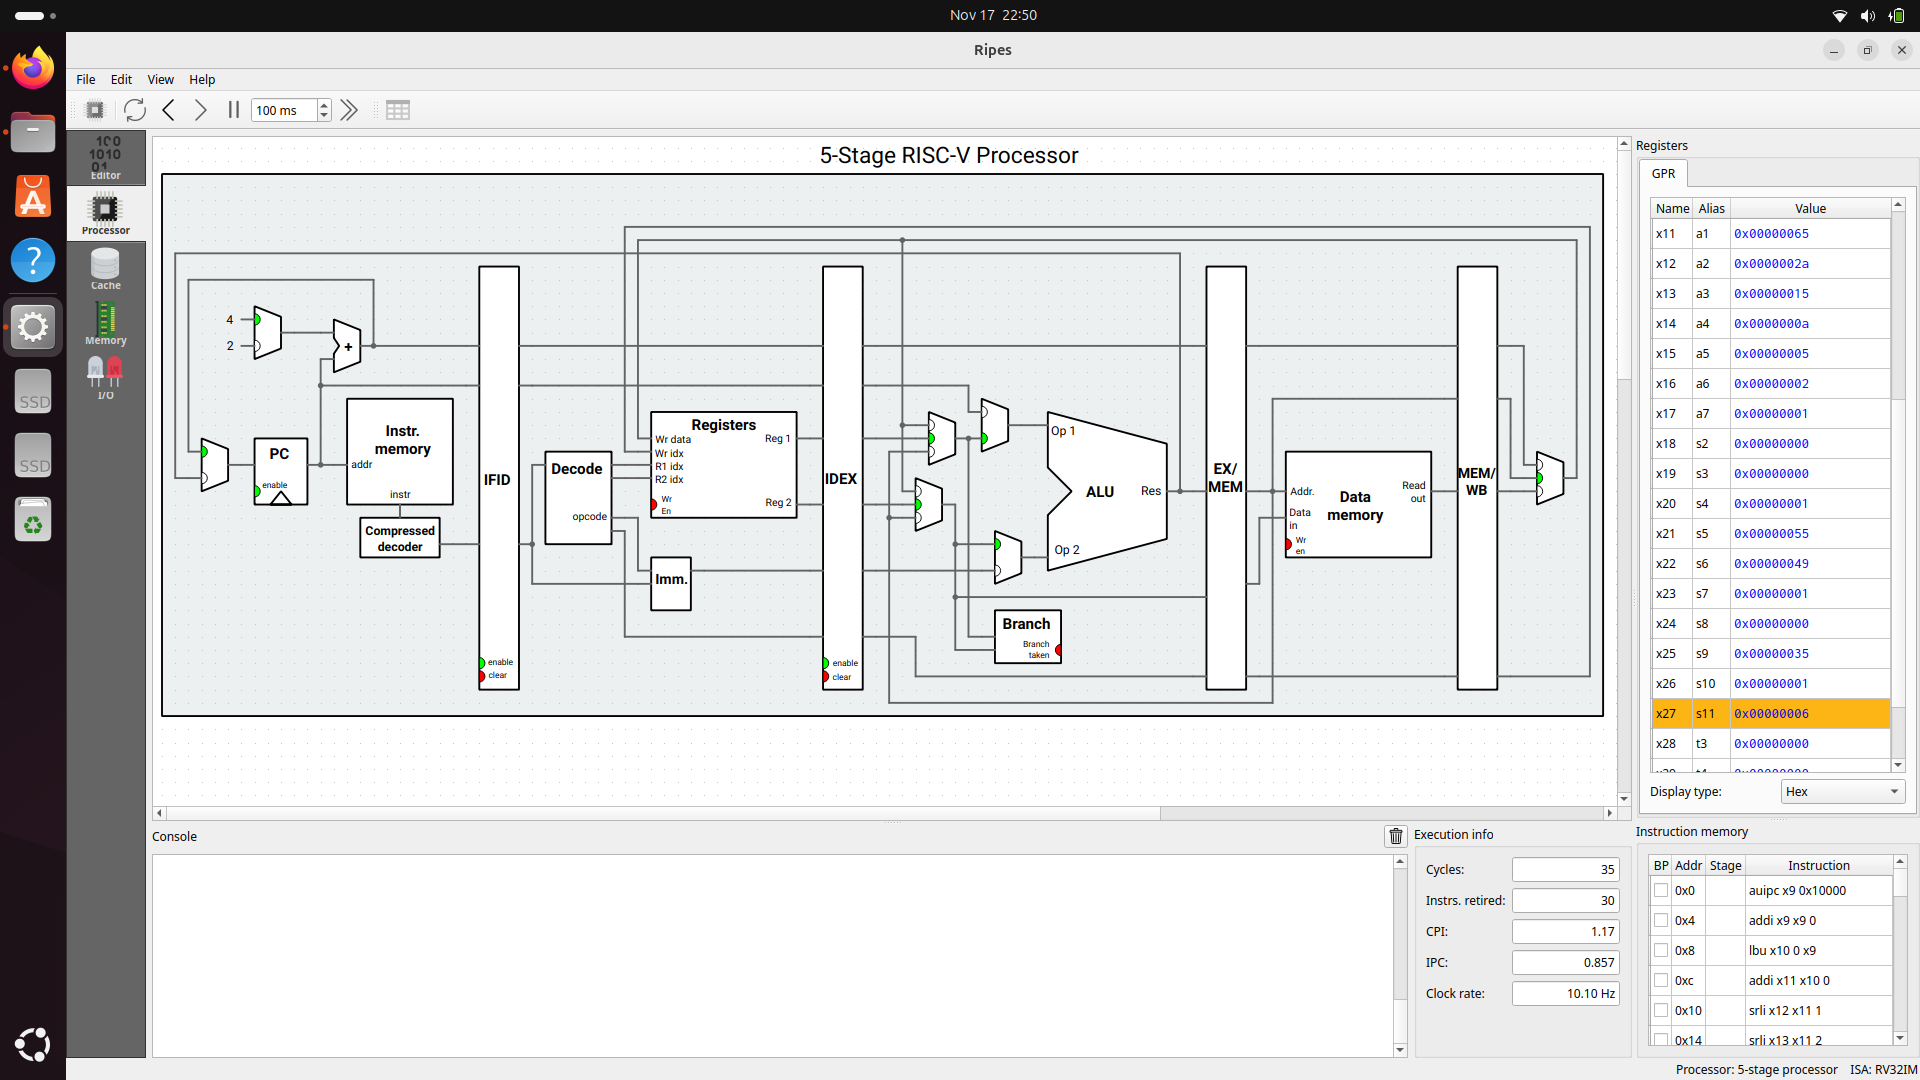 Nov 17 22:50
Ripes
File Edit View Help
100 ms
Editor
Processor
Cache
Memory
I/O
SSD
SSD
5-Stage RISC-V Processor
4
2
+
PC
enable
Instr. memory
addr
instr
Compressed decoder
IFID
enable
clear
Decode
opcode
Registers
Wr data
Wr idx
R1 idx
R2 idx
Wr En
Reg 1
Reg 2
Imm.
IDEX
enable
clear
Op 1
ALU
Res
Op 2
Branch
Branch taken
EX/MEM
Addr.
Data in
Wr en
Data memory
Read out
MEM/WB
Registers
GPR
Name Alias Value
x11 a1 0x00000065
x12 a2 0x0000002a
x13 a3 0x00000015
x14 a4 0x0000000a
x15 a5 0x00000005
x16 a6 0x00000002
x17 a7 0x00000001
x18 s2 0x00000000
x19 s3 0x00000000
x20 s4 0x00000001
x21 s5 0x00000055
x22 s6 0x00000049
x23 s7 0x00000001
x24 s8 0x00000000
x25 s9 0x00000035
x26 s10 0x00000001
x27 s11 0x00000006
x28 t3 0x00000000
Display type: Hex
Console
Execution info
Cycles: 35
Instrs. retired: 30
CPI: 1.17
IPC: 0.857
Clock rate: 10.10 Hz
Instruction memory
BP Addr Stage Instruction
0x0 auipc x9 0x10000
0x4 addi x9 x9 0
0x8 lbu x10 0 x9
0xc addi x11 x10 0
0x10 srli x12 x11 1
0x14 srli x13 x11 2
Processor: 5-stage processor ISA: RV32IM